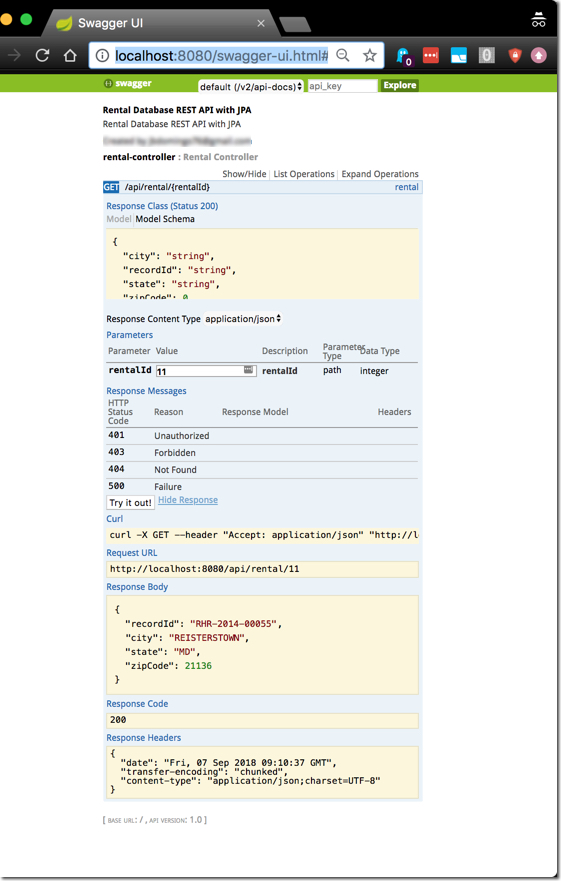 Swagger UI
localhost:8080/swagger-ui.html#
0
swagger
default (/v2/api-docs) api_key Explore
Rental Database REST API with JPA
Rental Database REST API with JPA
rental-controller : Rental Controller
Show/Hide List Operations Expand Operations
GET /api/rental/{rentalId} rental
Response Class (Status 200)
Model Model Schema
{
"city": "string",
"recordId": "string",
"state": "string",
"zipCode": 0
Response Content Type application/json
Parameters
Parameter Value Description Parameter Type Data Type
rentalId 11 rentalId path integer
Response Messages
HTTP Status Code Reason Response Model Headers
401 Unauthorized
403 Forbidden
404 Not Found
500 Failure
Try it out! Hide Response
Curl
curl -X GET --header "Accept: application/json" "http://lo
Request URL
http://localhost:8080/api/rental/11
Response Body
{
"recordId": "RHR-2014-00055",
"city": "REISTERSTOWN",
"state": "MD",
"zipCode": 21136
}
Response Code
200
Response Headers
{
"date": "Fri, 07 Sep 2018 09:10:37 GMT",
"transfer-encoding": "chunked",
"content-type": "application/json;charset=UTF-8"
}
[ BASE URL: / , API VERSION: 1.0 ]